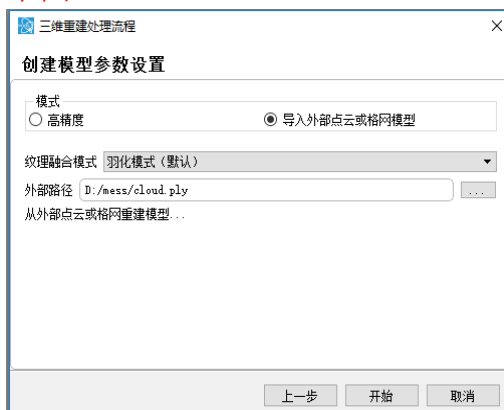 三维重建处理流程
创建模型参数设置
模式
高精度
导入外部点云或格网模型
纹理融合模式 羽化模式（默认）
外部路径 D:/mess/cloud.ply ...
从外部点云或格网重建模型...
上一步 开始 取消